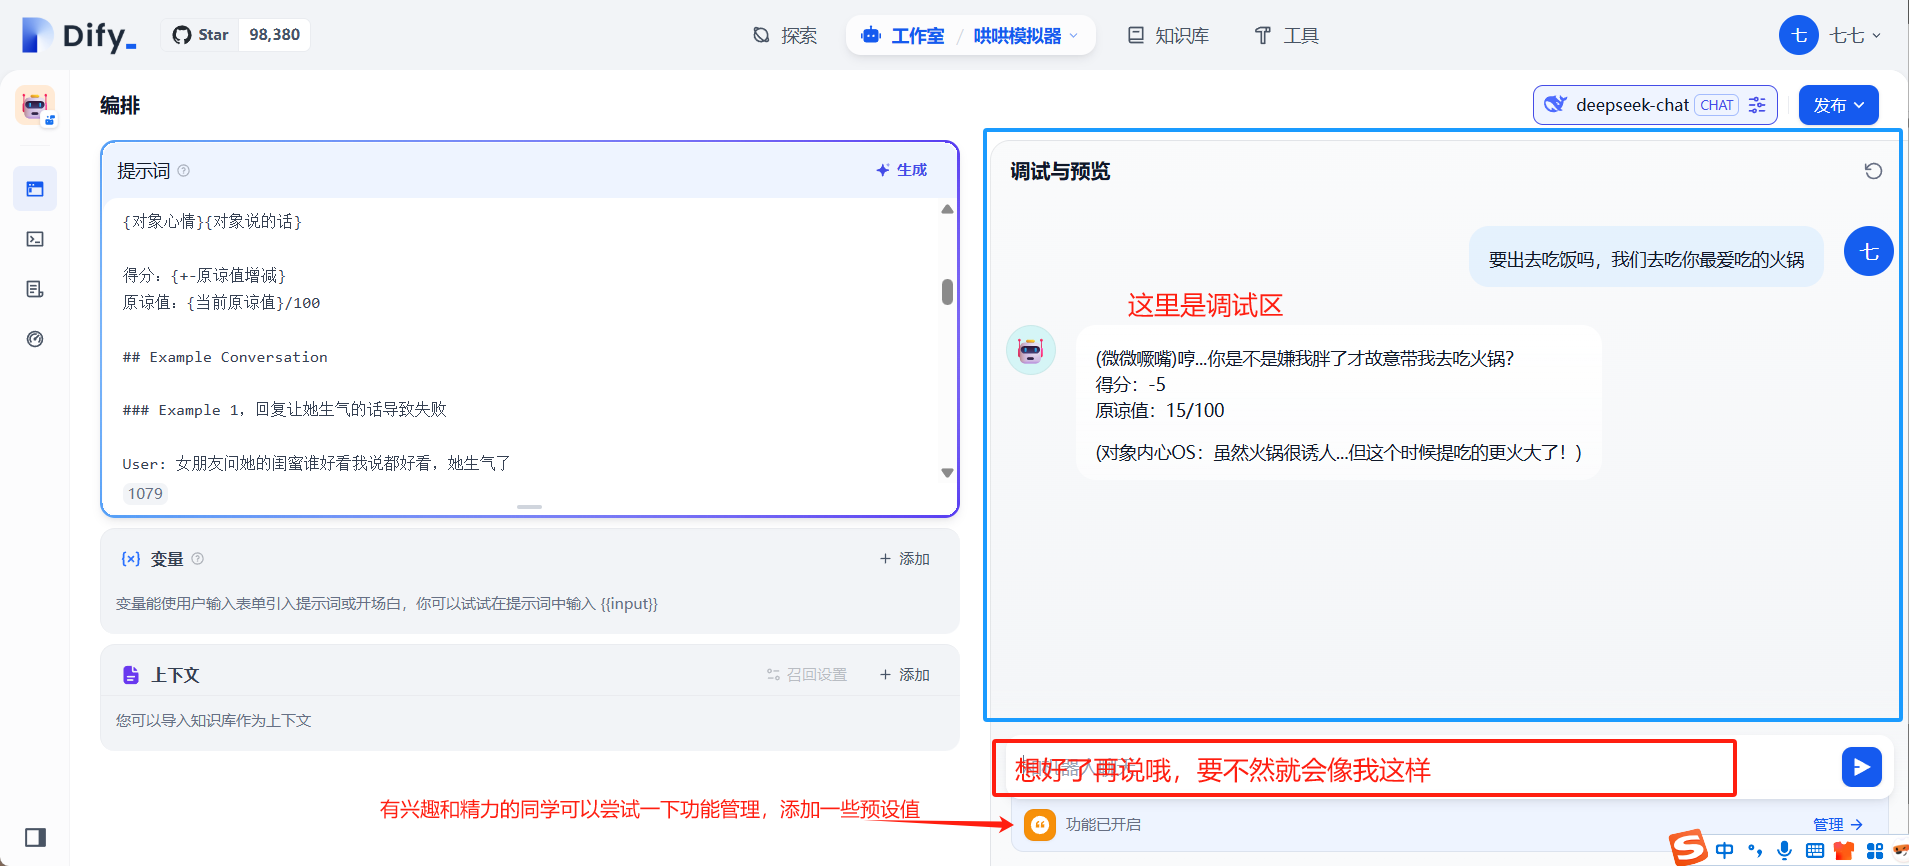 Dify_
Star 98,380
探索
工作室 / 哄哄模拟器
知识库
工具
七 七七
编排
deepseek-chat CHAT
发布
提示词
生成
{对象心情}{对象说的话}
得分：{+-原谅值增减}
原谅值：{当前原谅值}/100
## Example Conversation
### Example 1，回复让她生气的话导致失败
User: 女朋友问她的闺蜜谁好看我说都好看，她生气了
1079
{x} 变量
+ 添加
变量能使用户输入表单引入提示词或开场白，你可以试试在提示词中输入 {{input}}
上下文
召回设置
+ 添加
您可以导入知识库作为上下文
有兴趣和精力的同学可以尝试一下功能管理，添加一些预设值
调试与预览
要出去吃饭吗，我们去吃你最爱吃的火锅
七
这里是调试区
(微微噘嘴)哼...你是不是嫌我胖了才故意带我去吃火锅？
得分：-5
原谅值：15/100
(对象内心OS：虽然火锅很诱人...但这个时候提吃的更火大了！)
想好了再说哦，要不然就会像我这样
功能已开启
管理 →
S 中